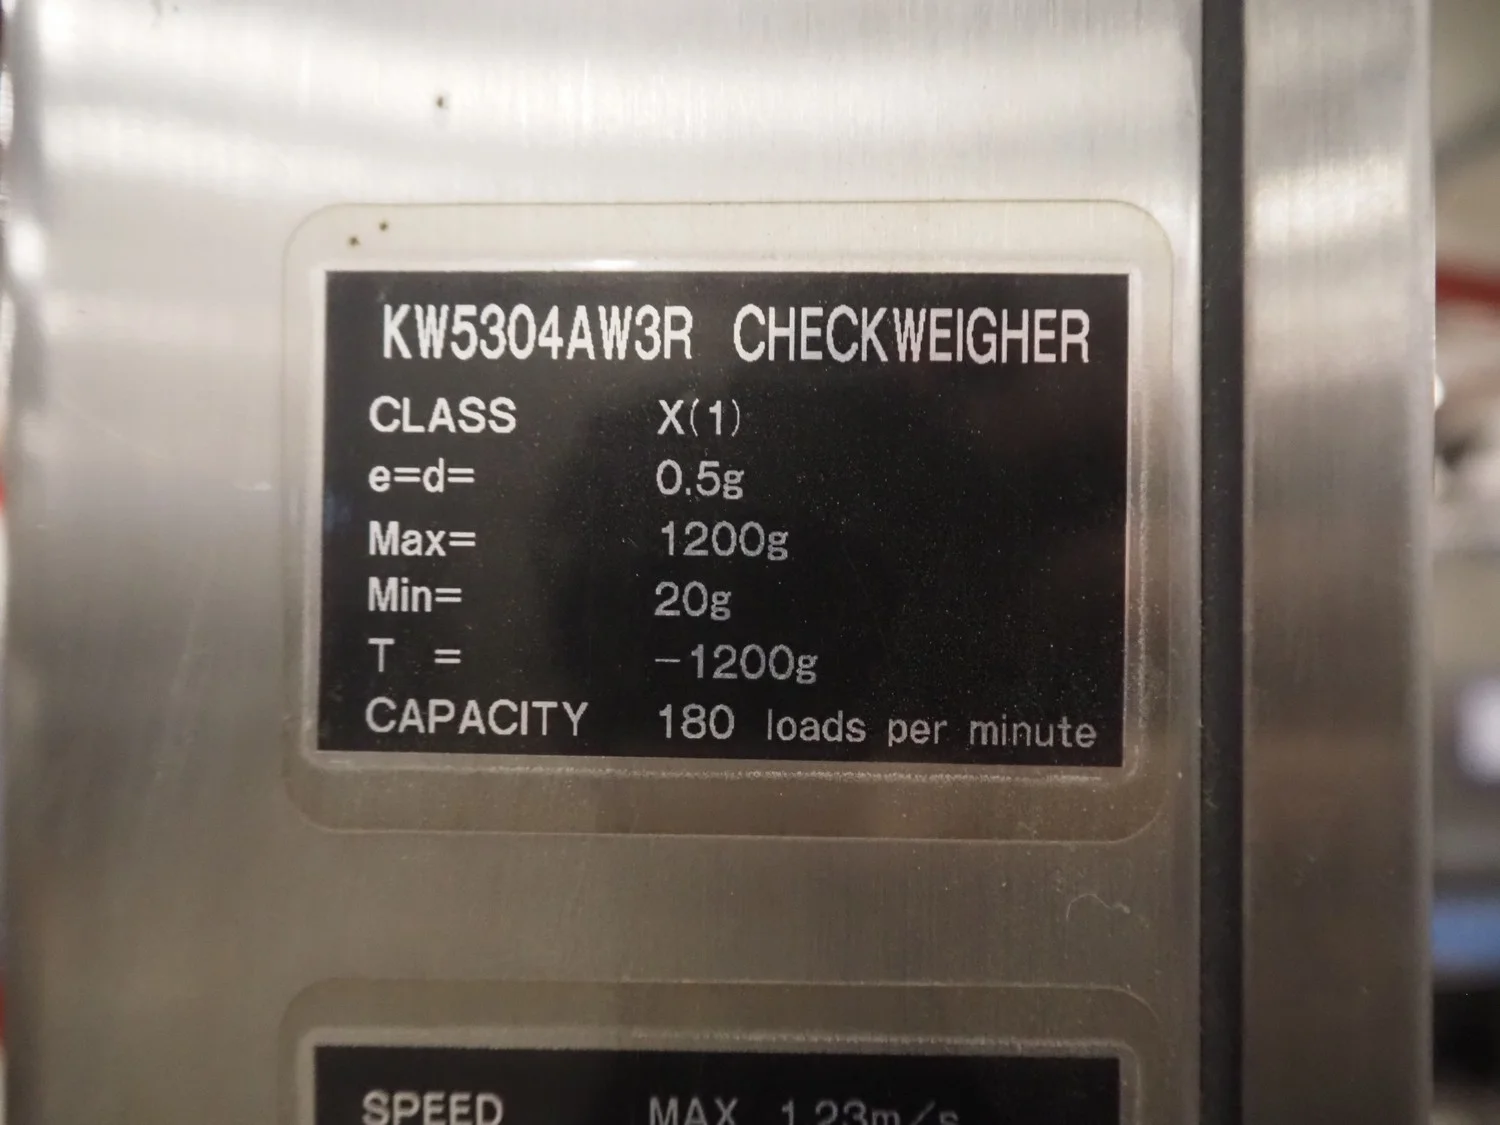 KW5304AW3R CHECKWEIGHER
CLASS X(1)
e=d= 0.5g
Max= 1200g
Min= 20g
T = -1200g
CAPACITY 180 loads per minute
SPEED MAX 1.23m/s